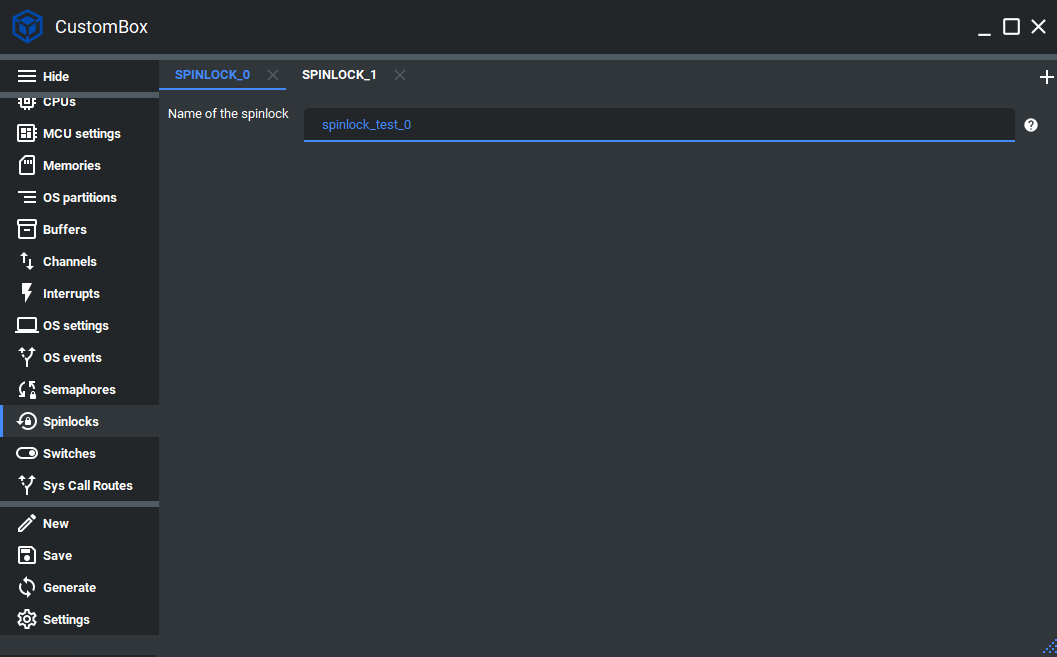 CustomBox
Hide
SPINLOCK_0
SPINLOCK_1
CPUs
Name of the spinlock
spinlock_test_0
MCU settings
Memories
OS partitions
Buffers
Channels
Interrupts
OS settings
OS events
Semaphores
Spinlocks
Switches
Sys Call Routes
New
Save
Generate
Settings